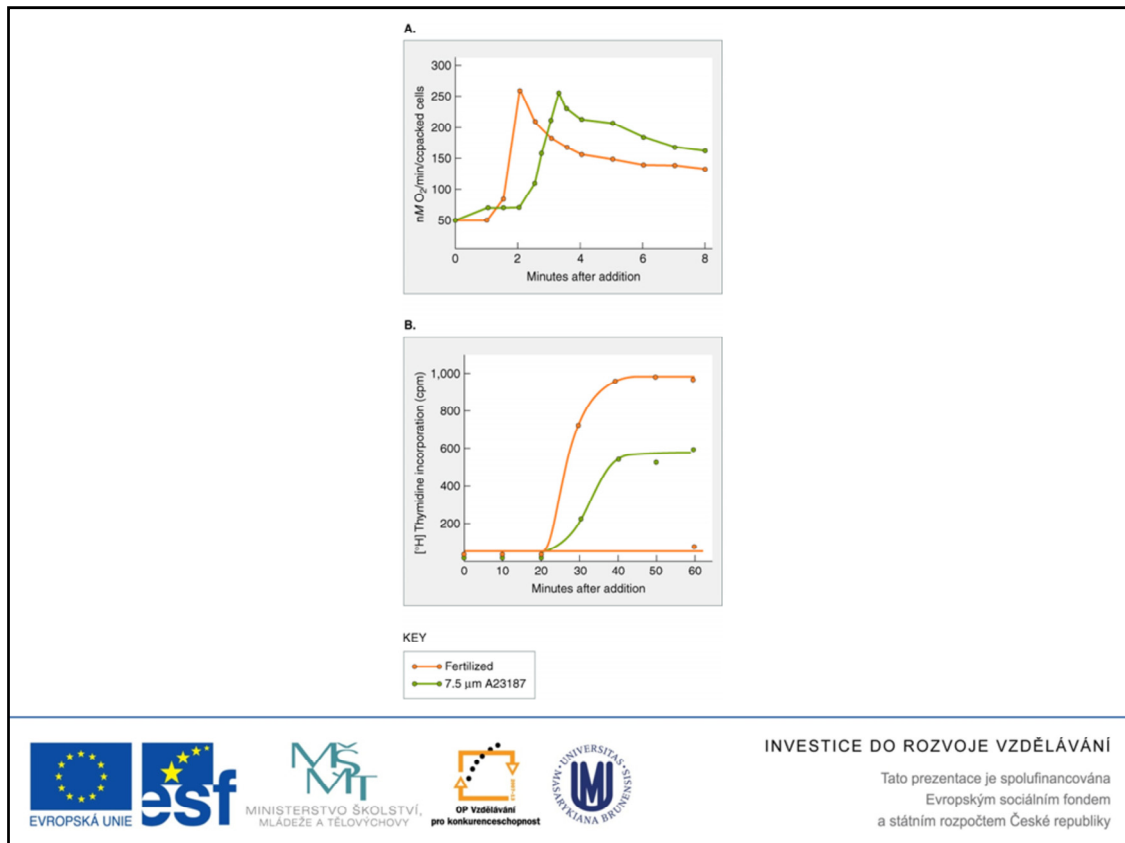 A.
nM O2/min/ccpacked cells
300
250
200
150
100
50
0
2
4
6
8
Minutes after addition
B.
[°H] Thymidine incorporation (cpm)
1,000
800
600
400
200
0
10
20
30
40
50
60
Minutes after addition
KEY
Fertilized
7.5 μm A23187
EVROPSKÁ UNIE
esf
MŠMT
MINISTERSTVO ŠKOLSTVÍ,
MLÁDEŽE A TĚLOVÝCHOVY
2007-13
OP Vzdělávání
pro konkurenceschopnost
UNIVERSITAS MASARYKIANA BRUNENSIS
INVESTICE DO ROZVOJE VZDĚLÁVÁNÍ
Tato prezentace je spolufinancována
Evropským sociálním fondem
a státním rozpočtem České republiky